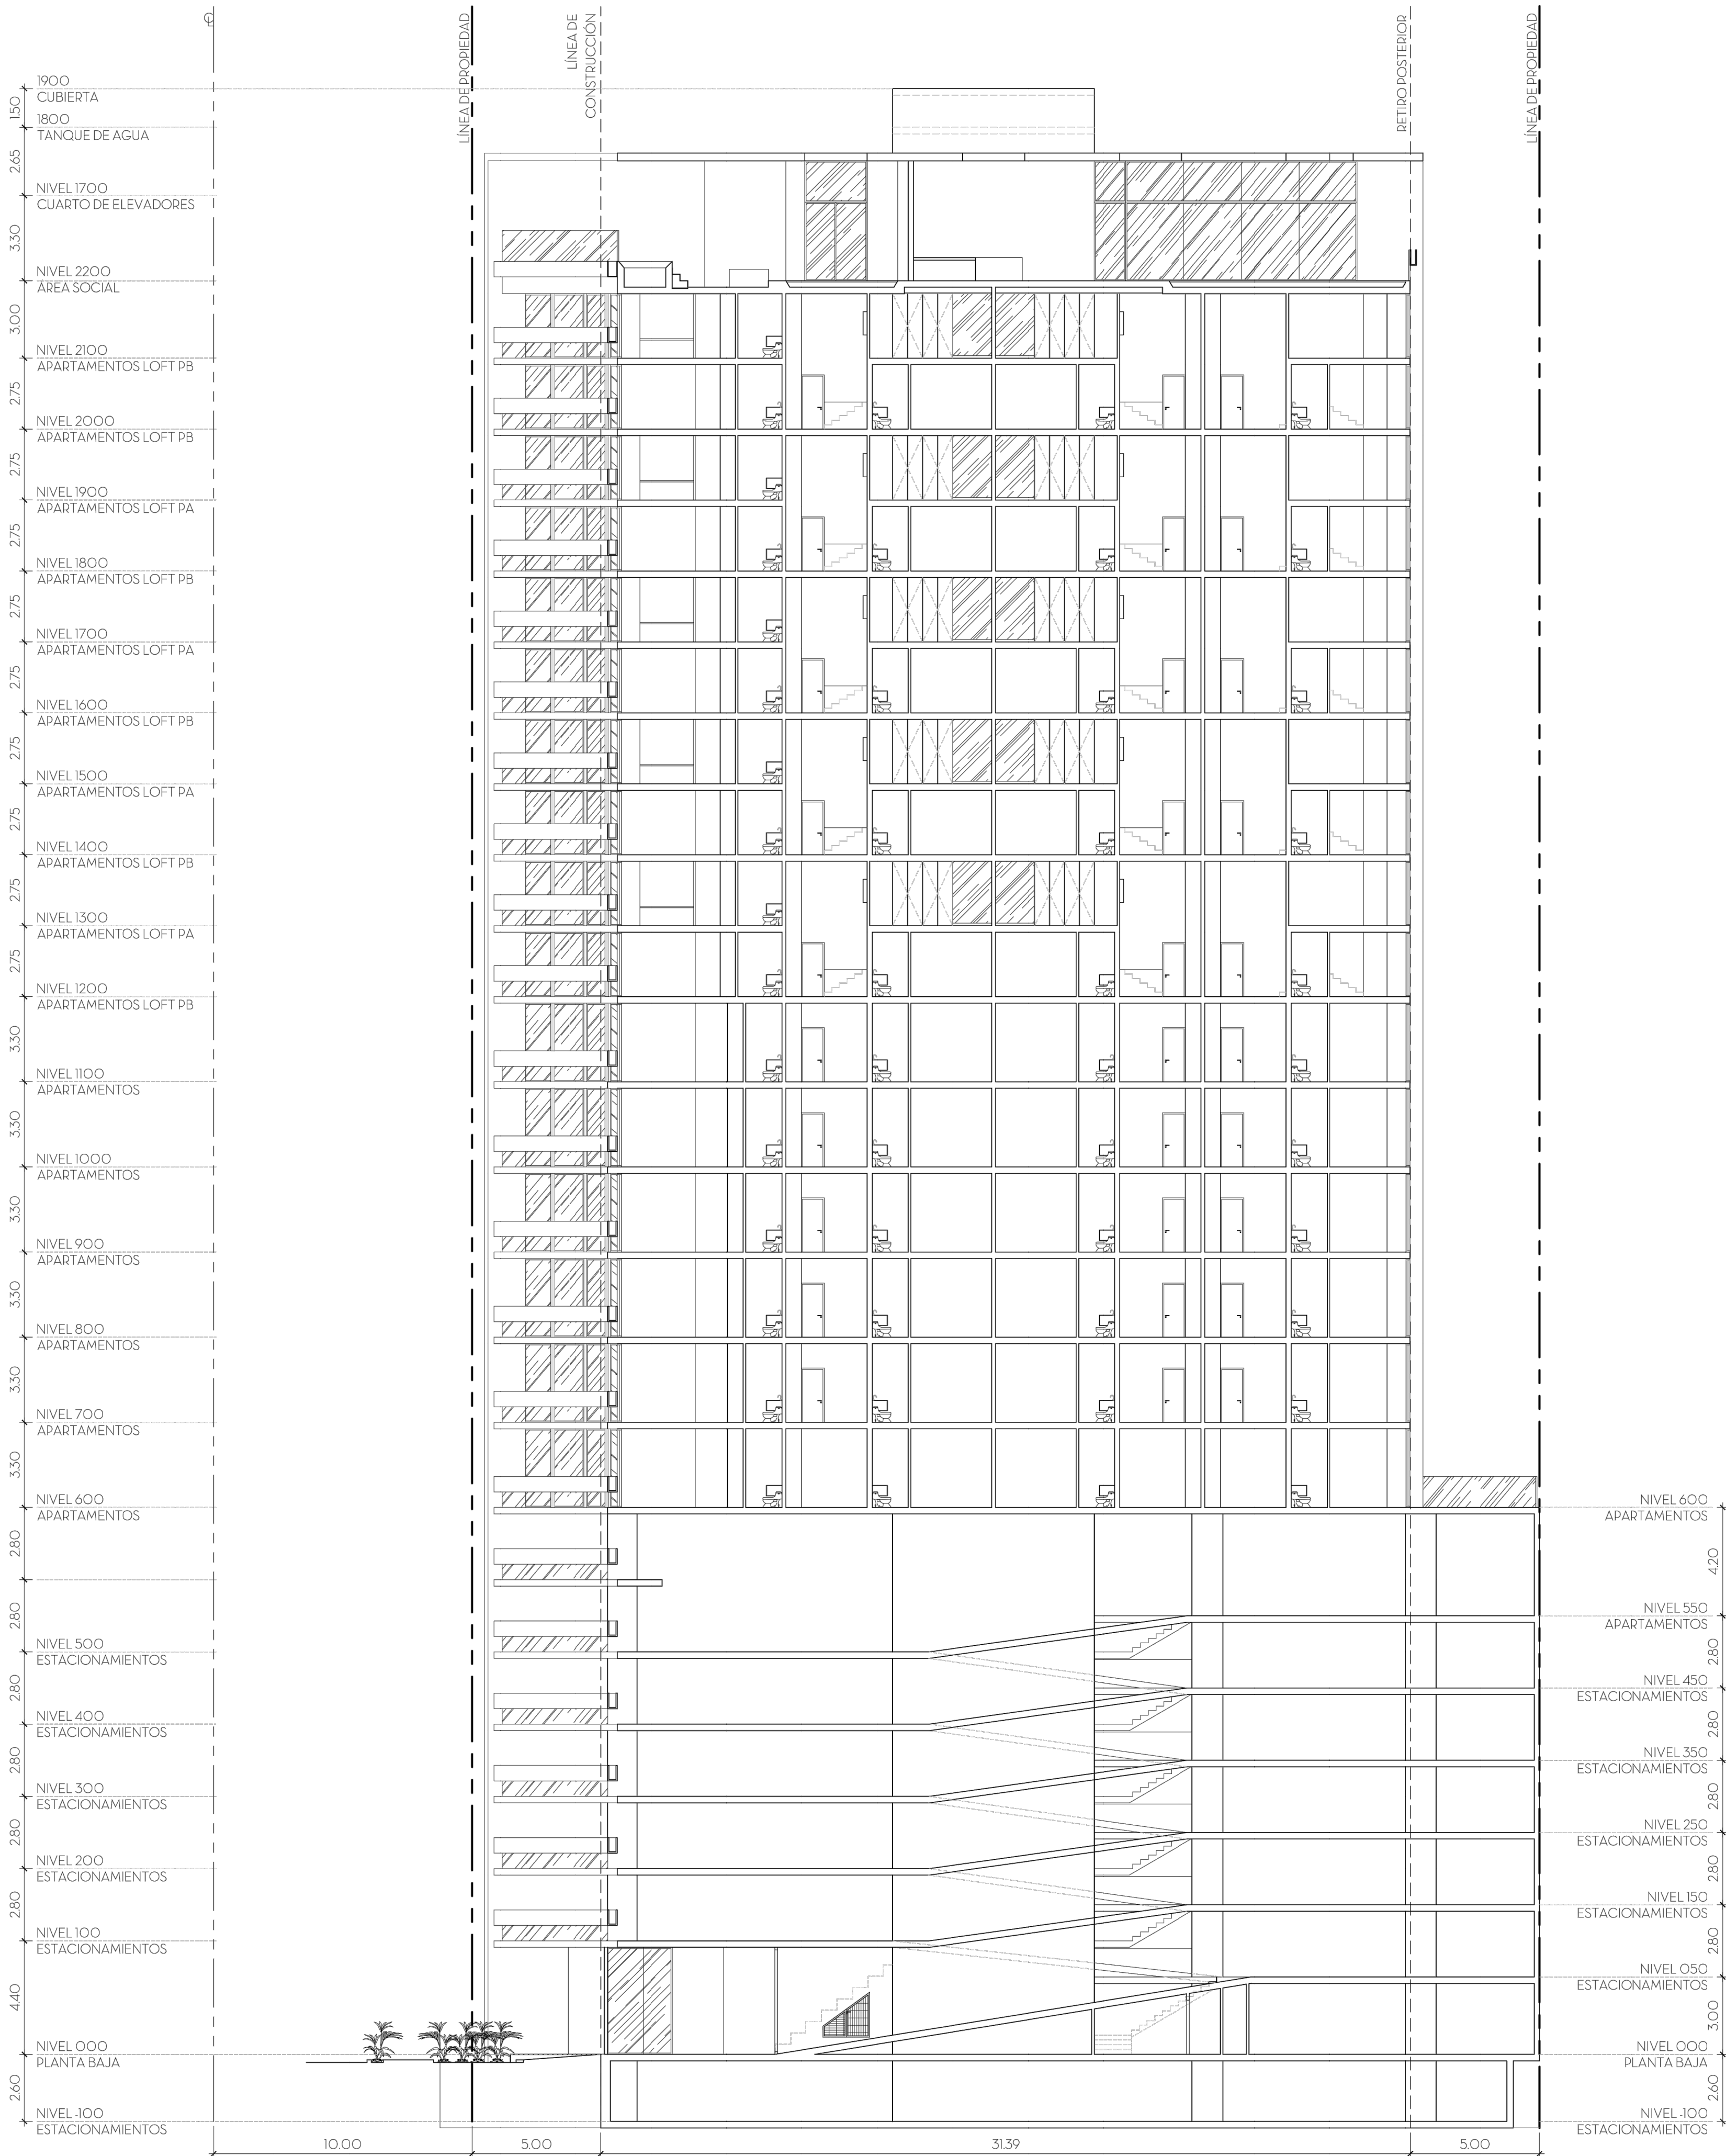 ℄
LÍNEA DE PROPIEDAD
LÍNEA DE
CONSTRUCCIÓN
RETIRO POSTERIOR
LÍNEA DE PROPIEDAD
1900
CUBIERTA
1.50
1800
TANQUE DE AGUA
2.65
NIVEL 1700
CUARTO DE ELEVADORES
3.30
NIVEL 2200
ÁREA SOCIAL
3.00
NIVEL 2100
APARTAMENTOS LOFT PB
2.75
NIVEL 2000
APARTAMENTOS LOFT PB
2.75
NIVEL 1900
APARTAMENTOS LOFT PA
2.75
NIVEL 1800
APARTAMENTOS LOFT PB
2.75
NIVEL 1700
APARTAMENTOS LOFT PA
2.75
NIVEL 1600
APARTAMENTOS LOFT PB
2.75
NIVEL 1500
APARTAMENTOS LOFT PA
2.75
NIVEL 1400
APARTAMENTOS LOFT PB
2.75
NIVEL 1300
APARTAMENTOS LOFT PA
2.75
NIVEL 1200
APARTAMENTOS LOFT PB
3.30
NIVEL 1100
APARTAMENTOS
3.30
NIVEL 1000
APARTAMENTOS
3.30
NIVEL 900
APARTAMENTOS
3.30
NIVEL 800
APARTAMENTOS
3.30
NIVEL 700
APARTAMENTOS
3.30
NIVEL 600
APARTAMENTOS
2.80
2.80
NIVEL 500
ESTACIONAMIENTOS
2.80
NIVEL 400
ESTACIONAMIENTOS
2.80
NIVEL 300
ESTACIONAMIENTOS
2.80
NIVEL 200
ESTACIONAMIENTOS
2.80
NIVEL 100
ESTACIONAMIENTOS
4.40
NIVEL 000
PLANTA BAJA
2.60
NIVEL -100
ESTACIONAMIENTOS
NIVEL 600
APARTAMENTOS
4.20
NIVEL 550
APARTAMENTOS
2.80
NIVEL 450
ESTACIONAMIENTOS
2.80
NIVEL 350
ESTACIONAMIENTOS
2.80
NIVEL 250
ESTACIONAMIENTOS
2.80
NIVEL 150
ESTACIONAMIENTOS
2.80
NIVEL 050
ESTACIONAMIENTOS
3.00
NIVEL 000
PLANTA BAJA
2.60
NIVEL -100
ESTACIONAMIENTOS
10.00
5.00
31.39
5.00